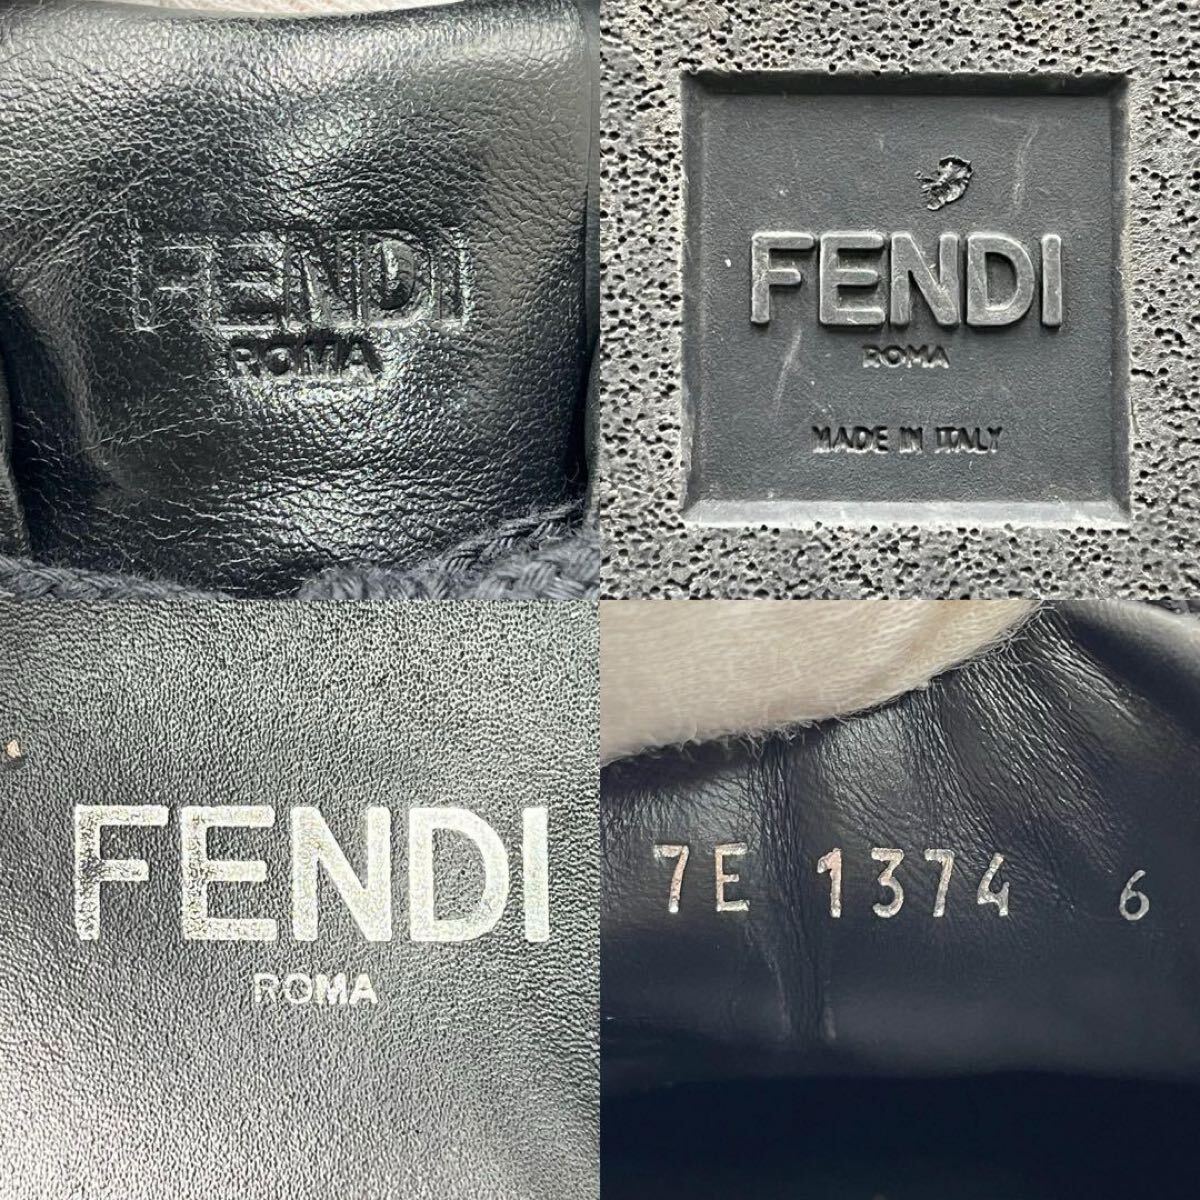 FENDI
ROMA
FENDI
ROMA
MADE IN ITALY
FENDI
ROMA
7E 1374 6